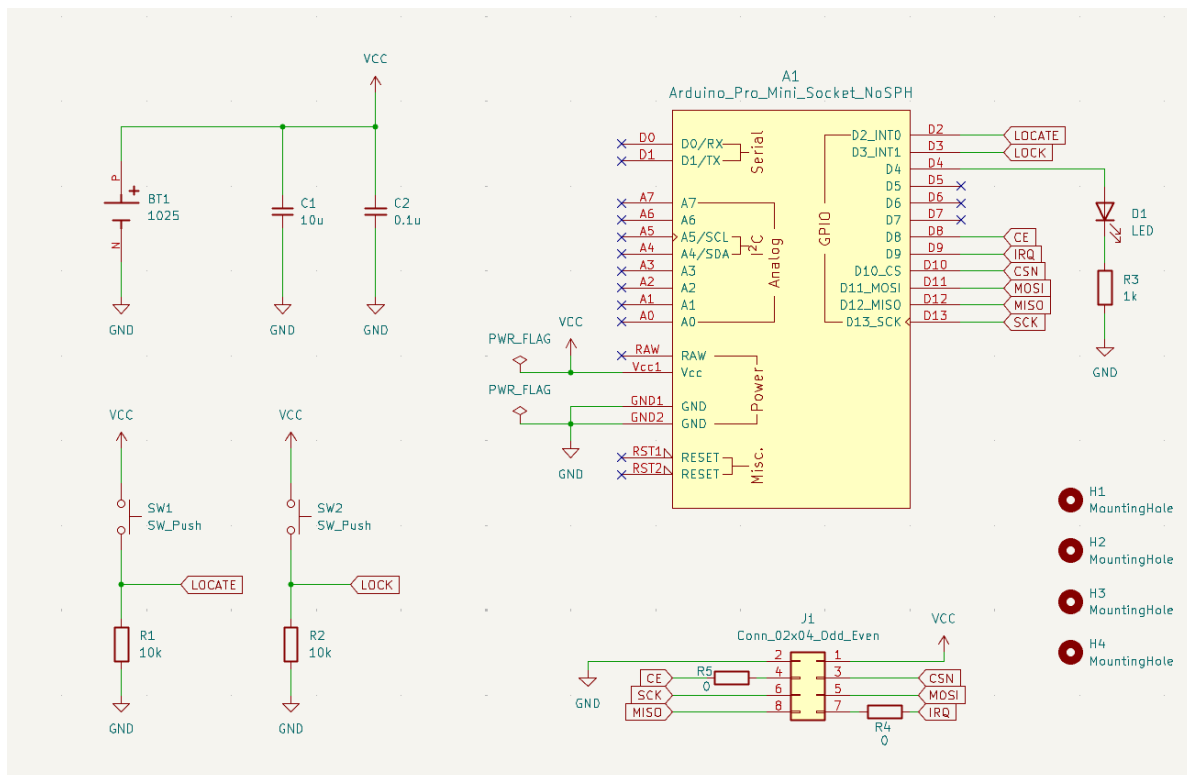 VCC
P
+
BT1
1025
N
C1
10u
C2
0.1u
GND
GND
GND
VCC
VCC
SW1
SW_Push
SW2
SW_Push
LOCATE
LOCK
R1
10k
R2
10k
GND
GND
A1
Arduino_Pro_Mini_Socket_NoSPH
D0 D0/RX
D1 D1/TX
Serial
A7 A7
A6 A6
A5 A5/SCL
A4 A4/SDA
I²C
A3 A3
A2 A2
A1 A1
A0 A0
Analog
VCC
PWR_FLAG
RAW RAW
Vcc1 Vcc
PWR_FLAG
GND1 GND
GND2 GND
Power
GND
RST1 RESET
RST2 RESET
Misc.
GPIO
D2_INT0 D2 LOCATE
D3_INT1 D3 LOCK
D4 D4
D5 D5
D6 D6
D7 D7
D8 D8 CE
D9 D9 IRQ
D10_CS D10 CSN
D11_MOSI D11 MOSI
D12_MISO D12 MISO
D13_SCK D13 SCK
D1
LED
R3
1k
GND
H1
MountingHole
H2
MountingHole
H3
MountingHole
H4
MountingHole
J1
Conn_02x04_Odd_Even
VCC
2 1
CE R5 4 3 CSN
0
SCK 6 5 MOSI
MISO 8 7 IRQ
GND
R4
0